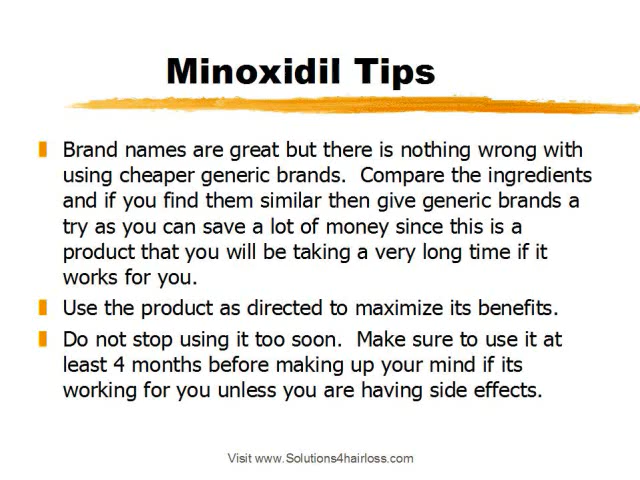 Minoxidil Tips
Brand names are great but there is nothing wrong with
using cheaper generic brands.  Compare the ingredients
and if you find them similar then give generic brands a
try as you can save a lot of money since this is a
product that you will be taking a very long time if it
works for you.
Use the product as directed to maximize its benefits.
Do not stop using it too soon.  Make sure to use it at
least 4 months before making up your mind if its
working for you unless you are having side effects.
Visit www.Solutions4hairloss.com